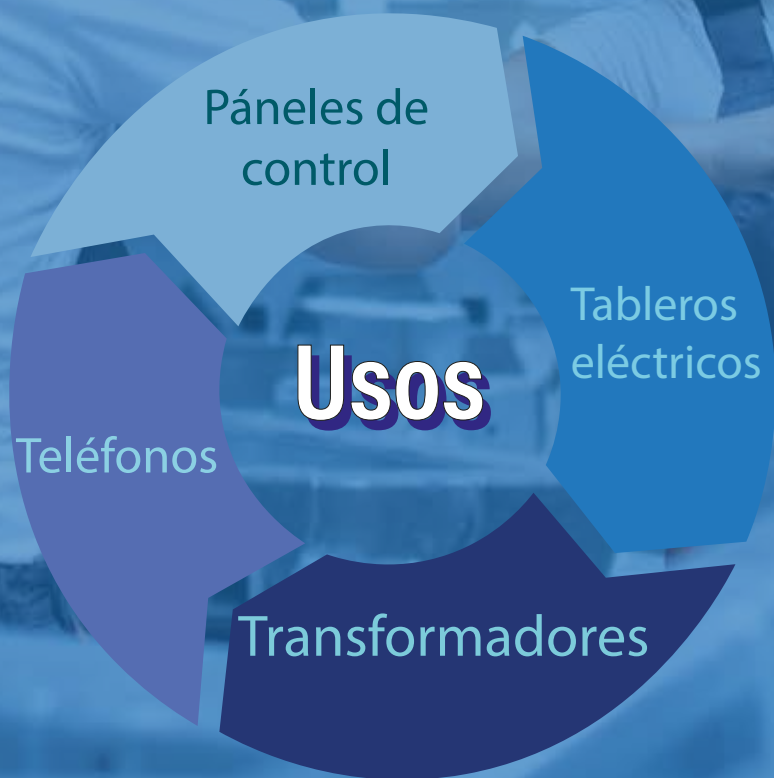 Páneles de
control
Tableros
eléctricos
Usos
Teléfonos
Transformadores